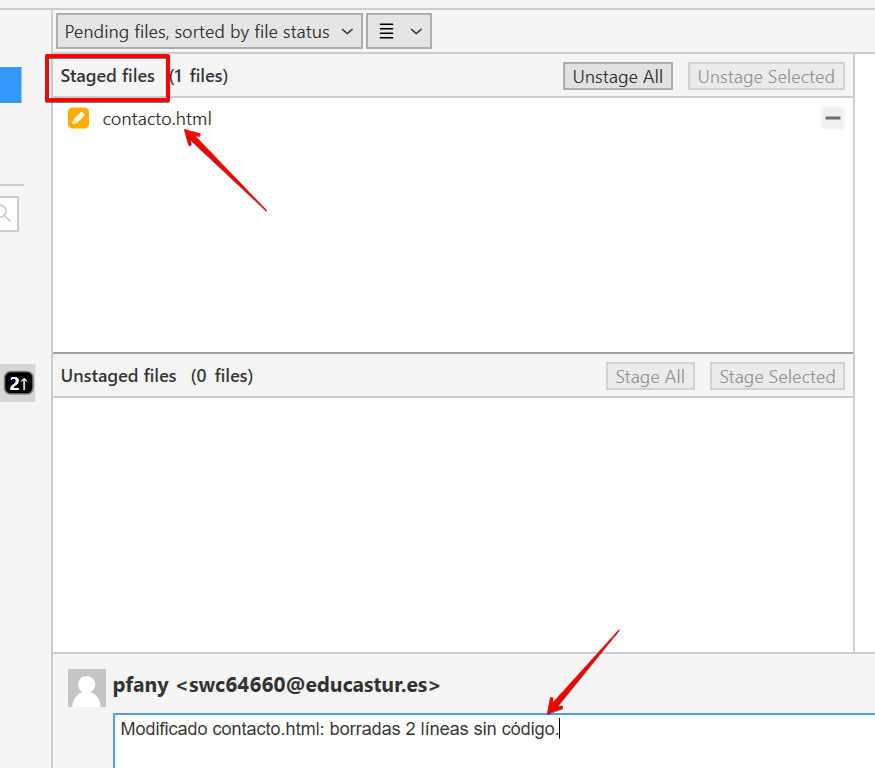 Pending files, sorted by file status
Staged files (1 files) Unstage All Unstage Selected
contacto.html
2↑
Unstaged files (0 files) Stage All Stage Selected
pfany <swc64660@educastur.es>
Modificado contacto.html: borradas 2 líneas sin código.